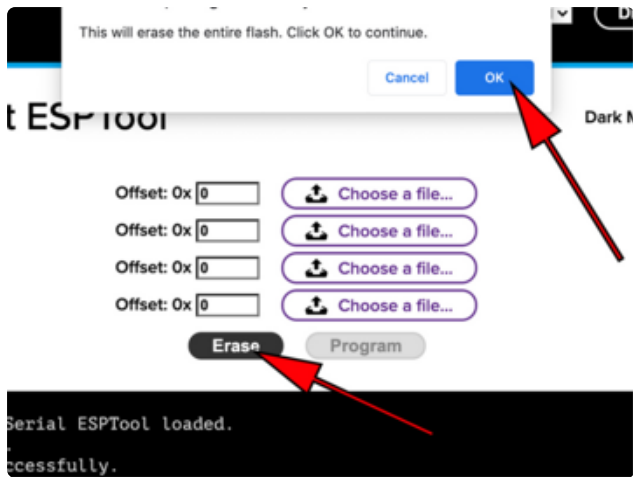 This will erase the entire flash. Click OK to continue.
Cancel OK
t ESPTool
Dark
Offset: 0x 0 Choose a file...
Offset: 0x 0 Choose a file...
Offset: 0x 0 Choose a file...
Offset: 0x 0 Choose a file...
Erase Program
Serial ESPTool loaded.
ccessfully.